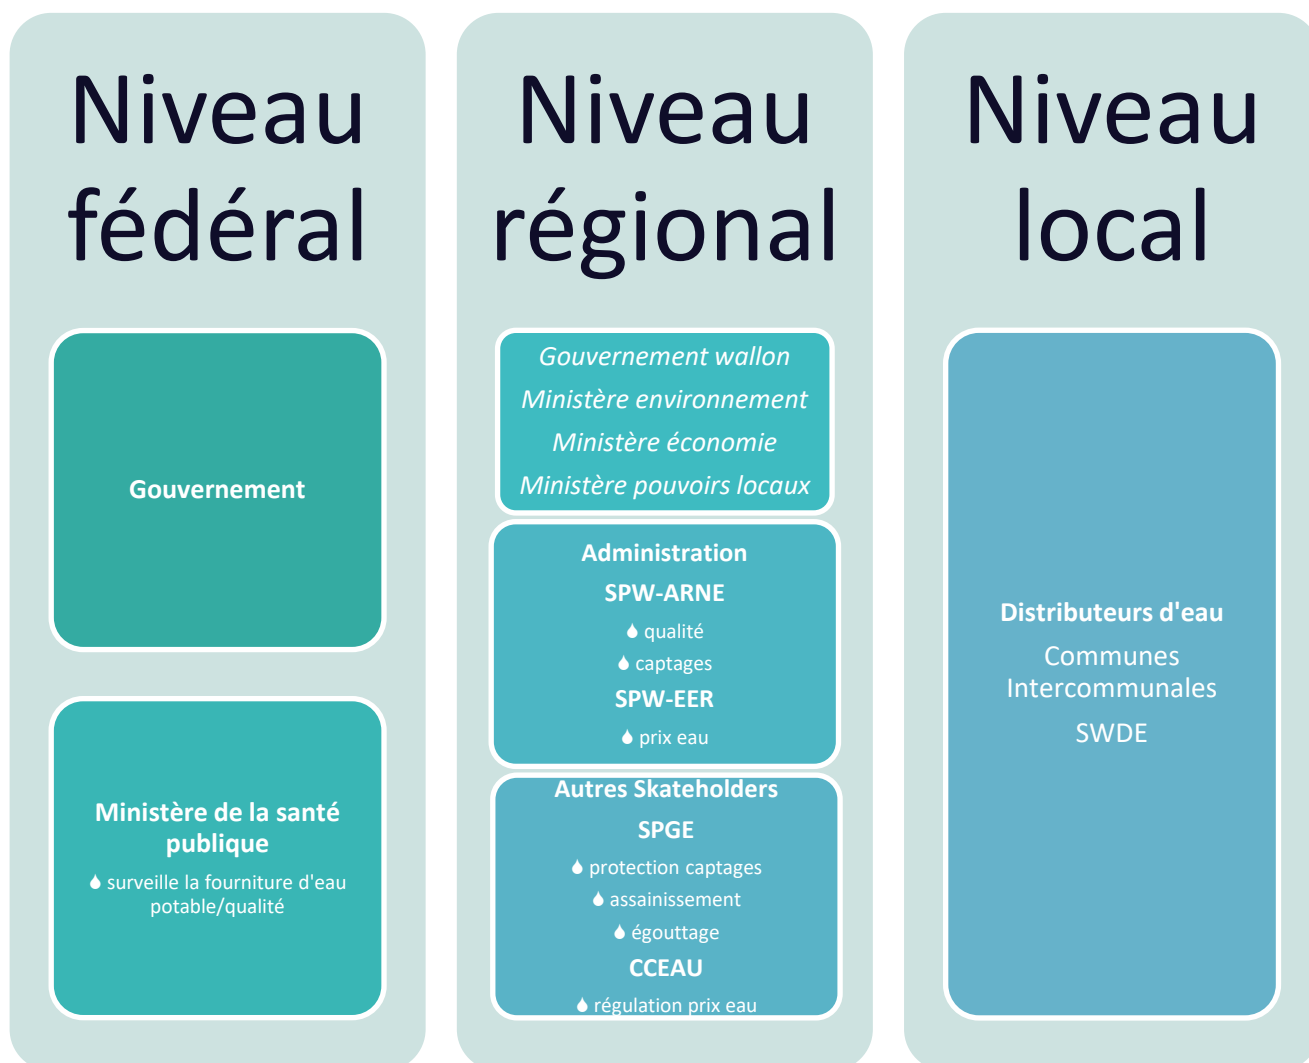 Niveau
fédéral
Gouvernement
Ministère de la santé
publique
surveille la fourniture d'eau
potable/qualité
Niveau
régional
Gouvernement wallon
Ministère environnement
Ministère économie
Ministère pouvoirs locaux
Administration
SPW-ARNE
qualité
captages
SPW-EER
prix eau
Autres Skateholders
SPGE
protection captages
assainissement
égouttage
CCEAU
régulation prix eau
Niveau
local
Distributeurs d'eau
Communes
Intercommunales
SWDE